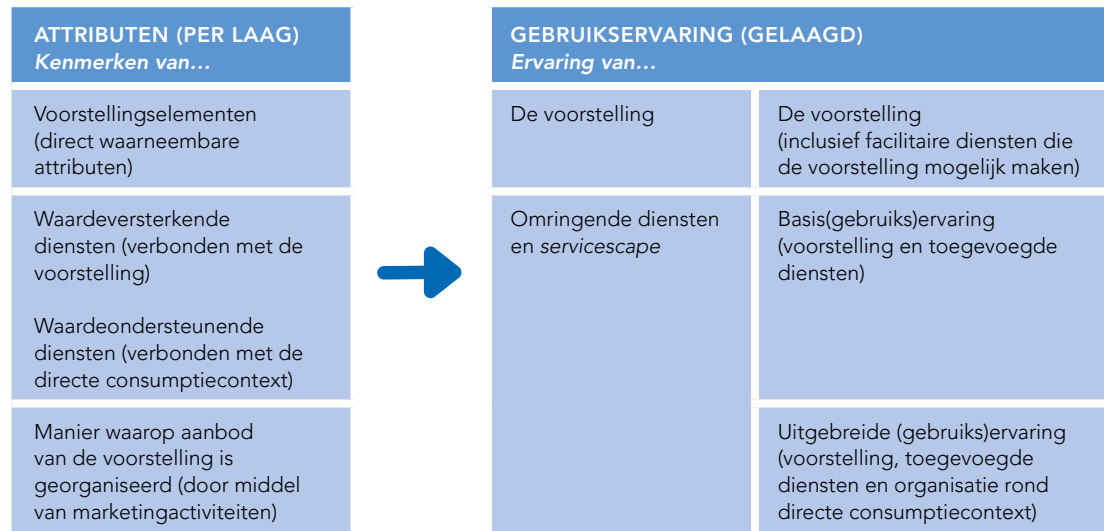 ATTRIBUTEN (PER LAAG)
Kenmerken van…
Voorstellingselementen
(direct waarneembare
attributen)
Waardeversterkende
diensten (verbonden met de
voorstelling)
Waardeondersteunende
diensten (verbonden met de
directe consumptiecontext)
Manier waarop aanbod
van de voorstelling is
georganiseerd (door middel
van marketingactiviteiten)
GEBRUIKSERVARING (GELAAGD)
Ervaring van…
De voorstelling
De voorstelling
(inclusief facilitaire diensten die
de voorstelling mogelijk maken)
Omringende diensten
en servicescape
Basis(gebruiks)ervaring
(voorstelling en toegevoegde
diensten)
Uitgebreide (gebruiks)ervaring
(voorstelling, toegevoegde
diensten en organisatie rond
directe consumptiecontext)